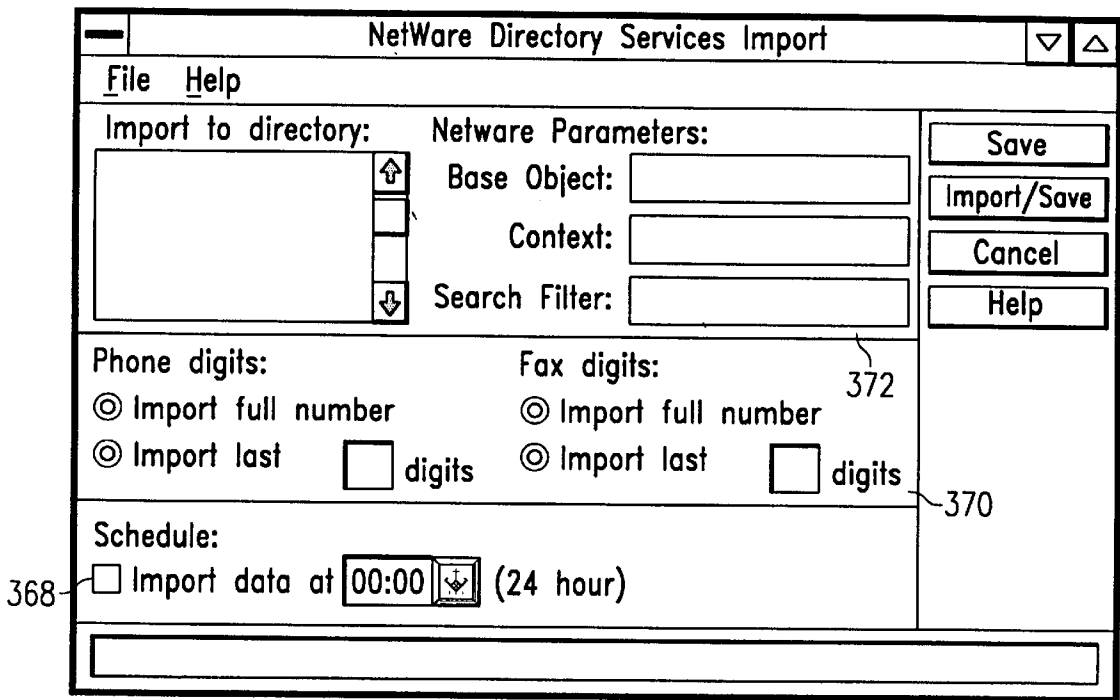 NetWare Directory Services Import
File Help
Import to directory:
Netware Parameters:
Base Object:
Context:
Search Filter:
Save
Import/Save
Cancel
Help
372
Phone digits:
Import full number
Import last digits
Fax digits:
Import full number
Import last digits
370
Schedule:
368
Import data at 00:00 (24 hour)